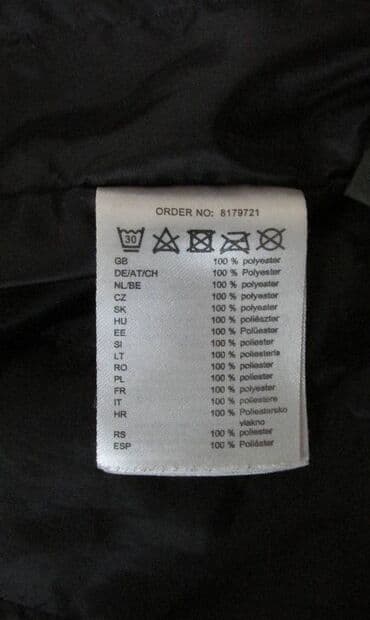 ORDER NO: 8179721
30
GB 100 % polyester
DE/AT/CH 100 % Polyester
NL/BE 100 % polyester
CZ 100 % polyester
SK 100 % polyester
HU 100 % poliészter
EE 100 % Polüester
SI 100 % poliester
LT 100 % poliesteris
RO 100 % poliester
PL 100 % poliester
FR 100 % polyester
IT 100 % poliestere
HR 100 % Poliestersko
vlakno
RS 100 % poliester
ESP 100 % Poliéster